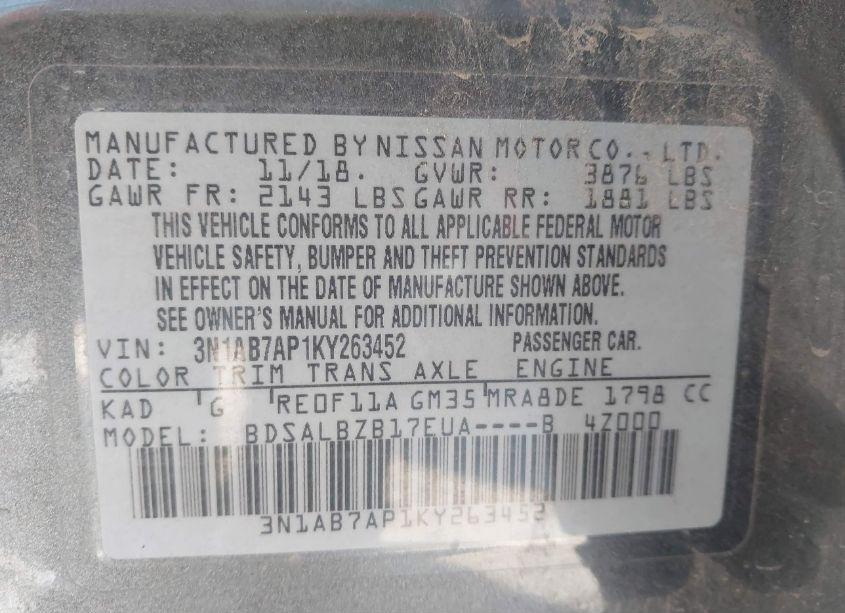 MANUFACTURED BY NISSAN MOTOR CO., LTD.
DATE: 11/18. GVWR: 3876 LBS
GAWR FR: 2143 LBS GAWR RR: 1881 LBS
THIS VEHICLE CONFORMS TO ALL APPLICABLE FEDERAL MOTOR
VEHICLE SAFETY, BUMPER AND THEFT PREVENTION STANDARDS
IN EFFECT ON THE DATE OF MANUFACTURE SHOWN ABOVE.
SEE OWNER'S MANUAL FOR ADDITIONAL INFORMATION.
VIN: 3N1AB7AP1KY263452 PASSENGER CAR.
COLOR TRIM TRANS AXLE ENGINE
KAD 'G 'RE0F11A GM35 'MRA8DE 1798 CC
MODEL: BDSALBZB17EUA----B 4Z000
3N1AB7AP1KY263452